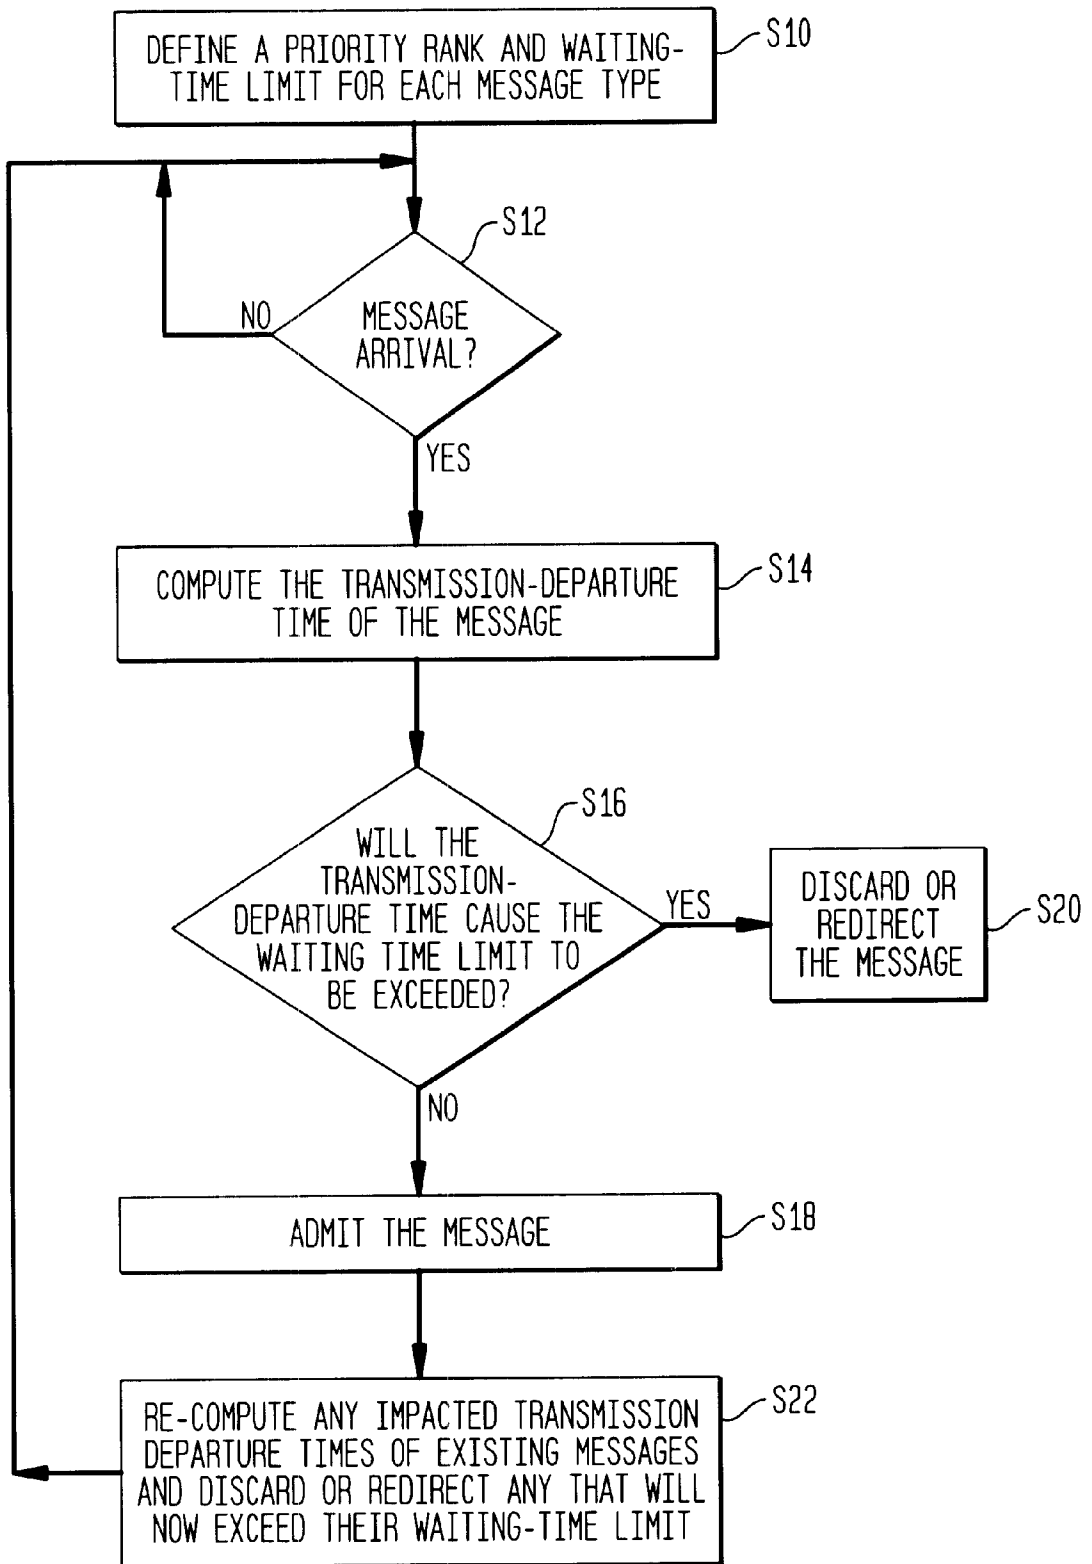 DEFINE A PRIORITY RANK AND WAITING-
TIME LIMIT FOR EACH MESSAGE TYPE
S10
S12
NO
MESSAGE
ARRIVAL?
YES
COMPUTE THE TRANSMISSION-DEPARTURE
TIME OF THE MESSAGE
S14
S16
WILL THE
TRANSMISSION-
DEPARTURE TIME CAUSE THE
WAITING TIME LIMIT TO
BE EXCEEDED?
YES
DISCARD OR
REDIRECT
THE MESSAGE
S20
NO
ADMIT THE MESSAGE
S18
RE-COMPUTE ANY IMPACTED TRANSMISSION
DEPARTURE TIMES OF EXISTING MESSAGES
AND DISCARD OR REDIRECT ANY THAT WILL
NOW EXCEED THEIR WAITING-TIME LIMIT
S22